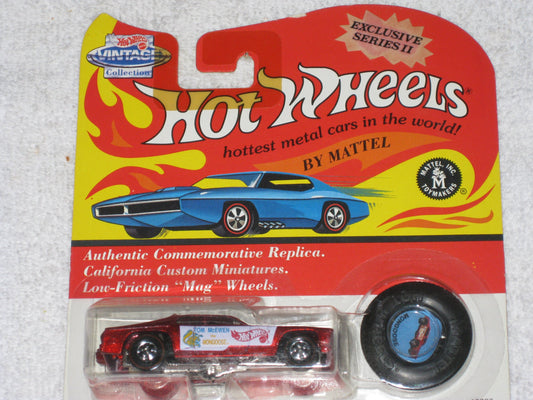 Hot Wheels
VINTAGE
Collection
EXCLUSIVE
SERIES II
Hot Wheels®
hottest metal cars in the world!
BY MATTEL
MATTEL, INC.
M
TOYMAKERS
Authentic Commemorative Replica.
California Custom Miniatures.
Low-Friction "Mag" Wheels.
TOM McEWEN
MONGOOSE
Hot Wheels
MONGOOSE